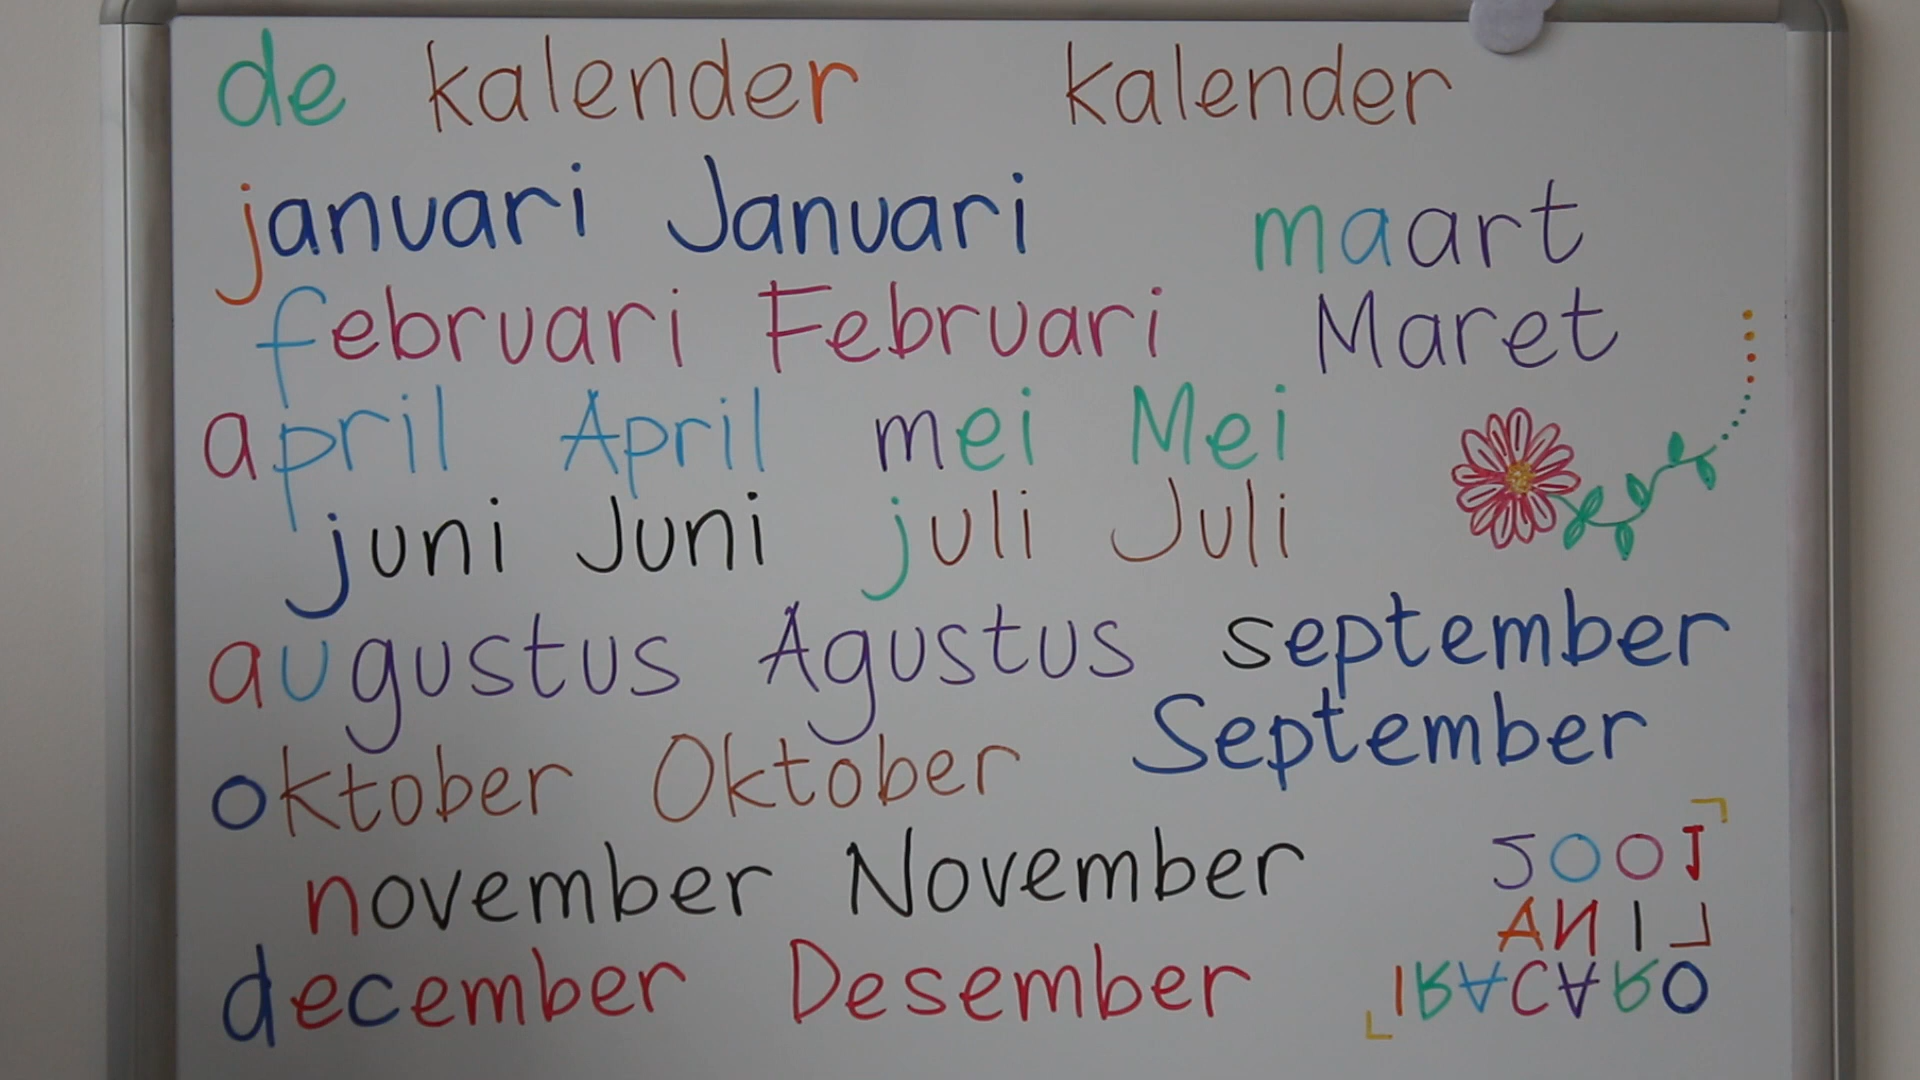 de kalender kalender
januari Januari
februari Februari
maart
Maret
april April mei Mei
juni Juni juli Juli
augustus Agustus september
September
oktober Oktober
november November
december Desember